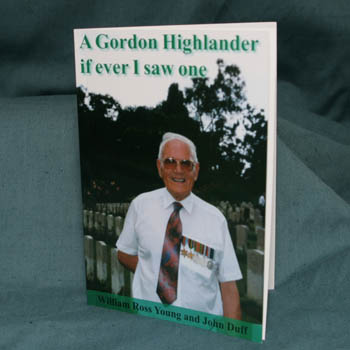 A Gordon Highlander
if ever I saw one
William Ross Young and John Duff